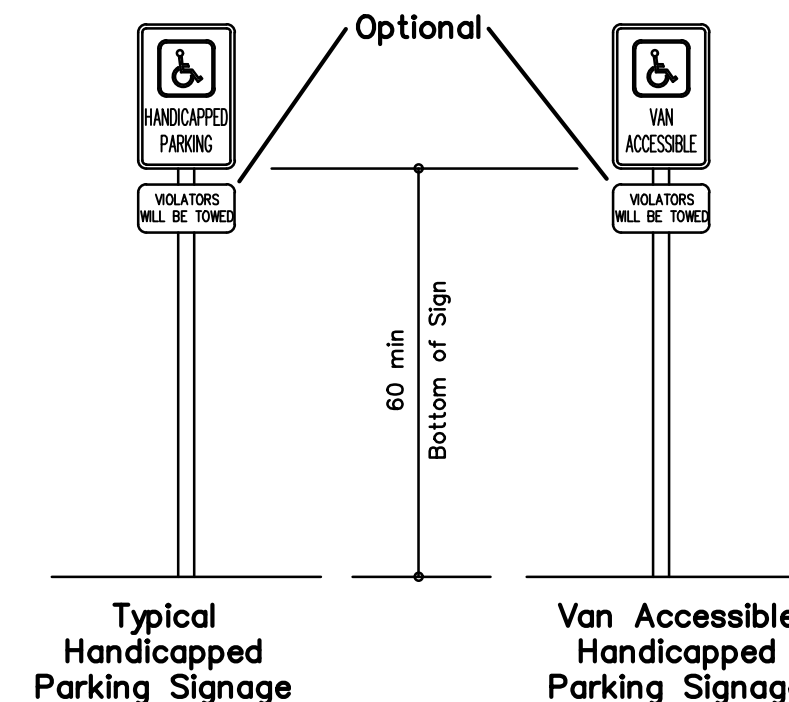 Optional
HANDICAPPED
PARKING
VIOLATORS
WILL BE TOWED
VAN
ACCESSIBLE
VIOLATORS
WILL BE TOWED
60 min
Bottom of Sign
Typical
Handicapped
Parking Signage
Van Accessible
Handicapped
Parking Signage